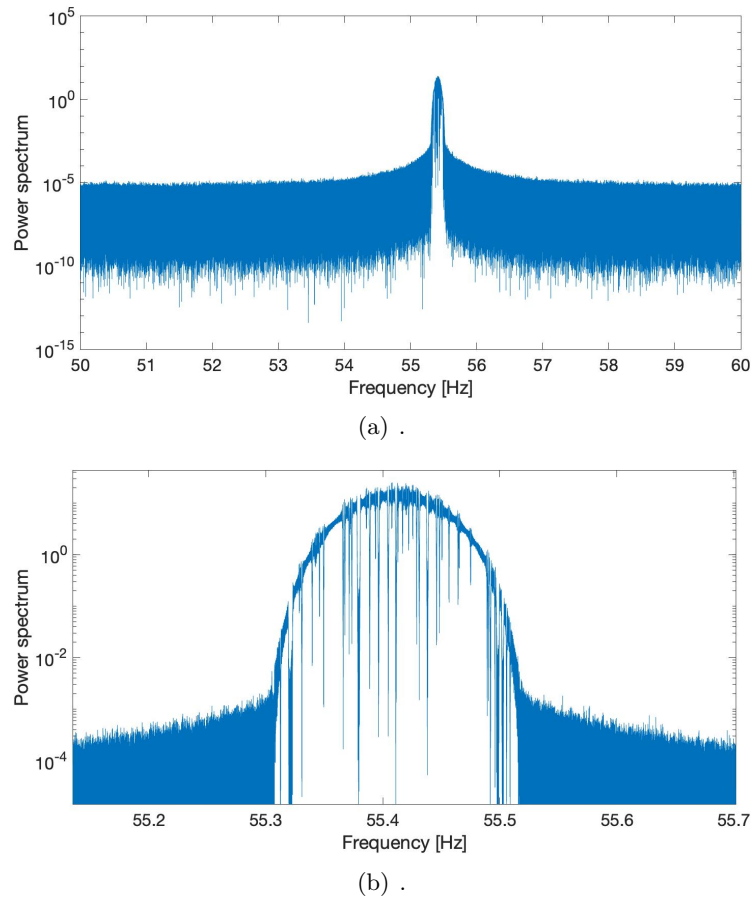 10^5
10^0
10^-5
10^-10
10^-15
Power spectrum
50 51 52 53 54 55 56 57 58 59 60
Frequency [Hz]
(a) .
10^0
10^-2
10^-4
Power spectrum
55.2 55.3 55.4 55.5 55.6 55.7
Frequency [Hz]
(b) .